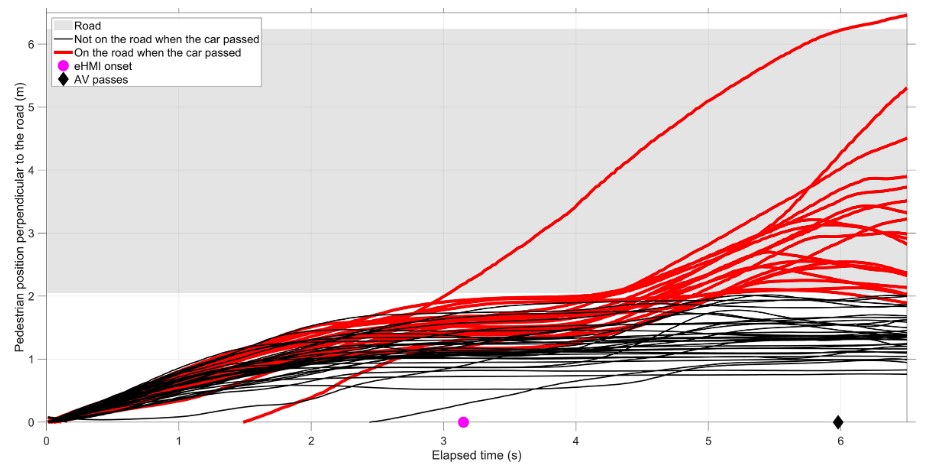 Road
Not on the road when the car passed
On the road when the car passed
eHMI onset
AV passes
Pedestrian position perpendicular to the road (m)
6
5
4
3
2
1
0
0 1 2 3 4 5 6
Elapsed time (s)